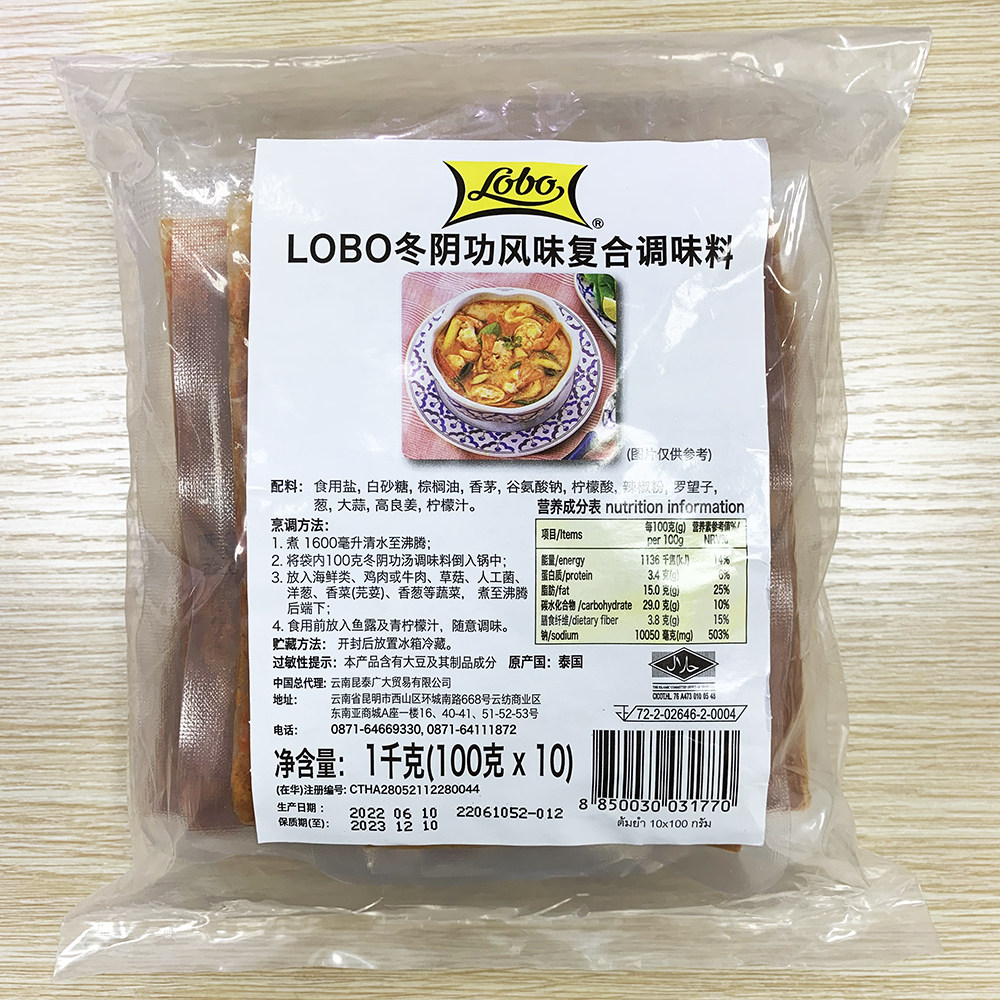 Lobo
®
LOBO冬阴功风味复合调味料
(图片仅供参考)
配料： 食用盐, 白砂糖, 棕榈油, 香茅, 谷氨酸钠, 柠檬酸, 辣椒粉, 罗望子,
葱, 大蒜, 高良姜, 柠檬汁。
营养成分表 nutrition information
项目/Items 每100克(g) per 100g 营养素参考值%/ NRV%
能量/energy 1136 千焦(kJ) 14%
蛋白质/protein 3.4 克(g) 6%
脂肪/fat 15.0 克(g) 25%
碳水化合物 /carbohydrate 29.0 克(g) 10%
膳食纤维/dietary fiber 3.8 克(g) 15%
钠/sodium 10050 毫克(mg) 503%
烹调方法：
1. 煮 1600毫升清水至沸腾；
2. 将袋内100克冬阴功汤调味料倒入锅中；
3. 放入海鲜类、鸡肉或牛肉、草菇、人工菌、
洋葱、香菜(芫荽)、香葱等蔬菜， 煮至沸腾
后端下；
4. 食用前放入鱼露及青柠檬汁，随意调味。
贮藏方法： 开封后放置冰箱冷藏。
过敏性提示：本产品含有大豆及其制品成分 原产国：泰国
中国总代理: 云南昆泰广大贸易有限公司
地址： 云南省昆明市西山区环城南路668号云纺商业区
东南亚商城A座一楼16、40-41、51-52-53号
电话： 0871-64669330, 0871-64111872
حلال
CICOT.HL. 76 A473 010 05 48
72-2-02646-2-0004
净含量： 1千克(100克 x 10)
(在华)注册编号: CTHA28052112280044
生产日期： 2022 06 10 22061052-012
保质期(至): 2023 12 10
8 850030 031770
ต้มยำ 10x100 กรัม